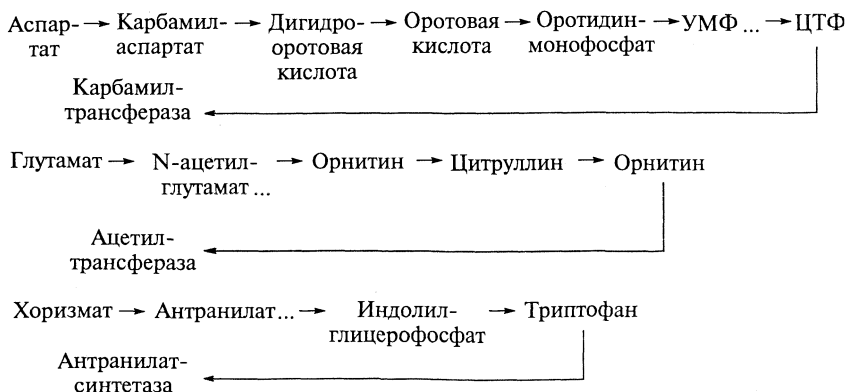 Аспар- → Карбамил- → Дигидро- → Оротовая → Оротидин- → УМФ ... → ЦТФ
тат аспартат оротовая кислота монофосфат
кислота
Карбамил-
трансфераза
Глутамат → N-ацетил- → Орнитин → Цитруллин → Орнитин
глутамат ...
Ацетил-
трансфераза
Хоризмат → Антранилат ... → Индолил- → Триптофан
глицерофосфат
Антранилат-
синтетаза